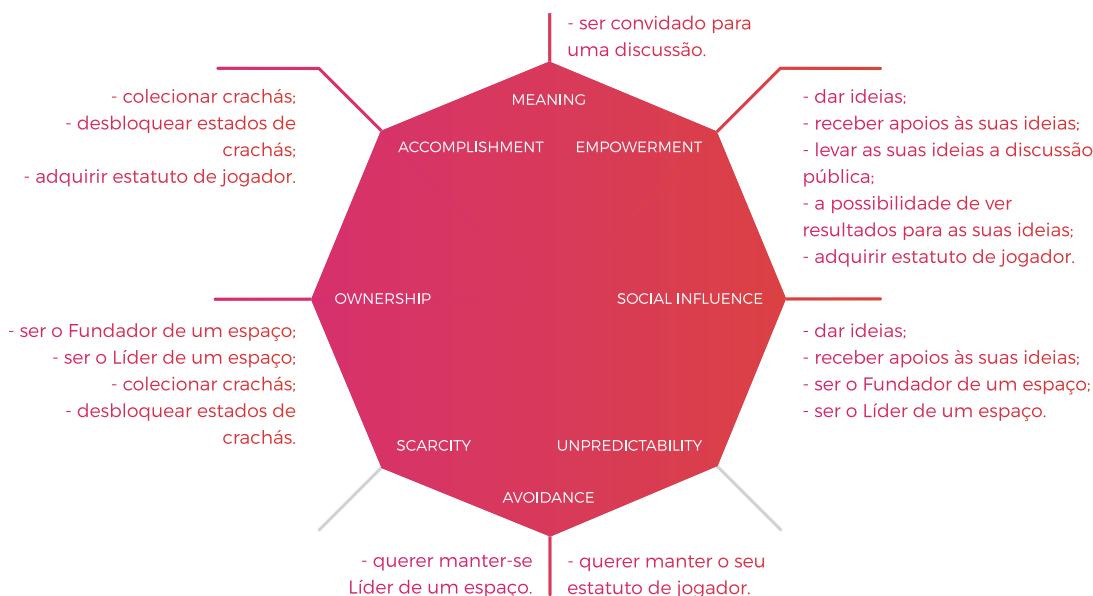 - ser convidado para
uma discussão.
MEANING
- colecionar crachás;
- desbloquear estados de
crachás;
- adquirir estatuto de jogador.
ACCOMPLISHMENT
EMPOWERMENT
- dar ideias;
- receber apoios às suas ideias;
- levar as suas ideias a discussão
pública;
- a possibilidade de ver
resultados para as suas ideias;
- adquirir estatuto de jogador.
OWNERSHIP
SOCIAL INFLUENCE
- ser o Fundador de um espaço;
- ser o Líder de um espaço;
- colecionar crachás;
- desbloquear estados de
crachás.
- dar ideias;
- receber apoios às suas ideias;
- ser o Fundador de um espaço;
- ser o Líder de um espaço.
SCARCITY
UNPREDICTABILITY
AVOIDANCE
- querer manter-se
Líder de um espaço.
- querer manter o seu
estatuto de jogador.